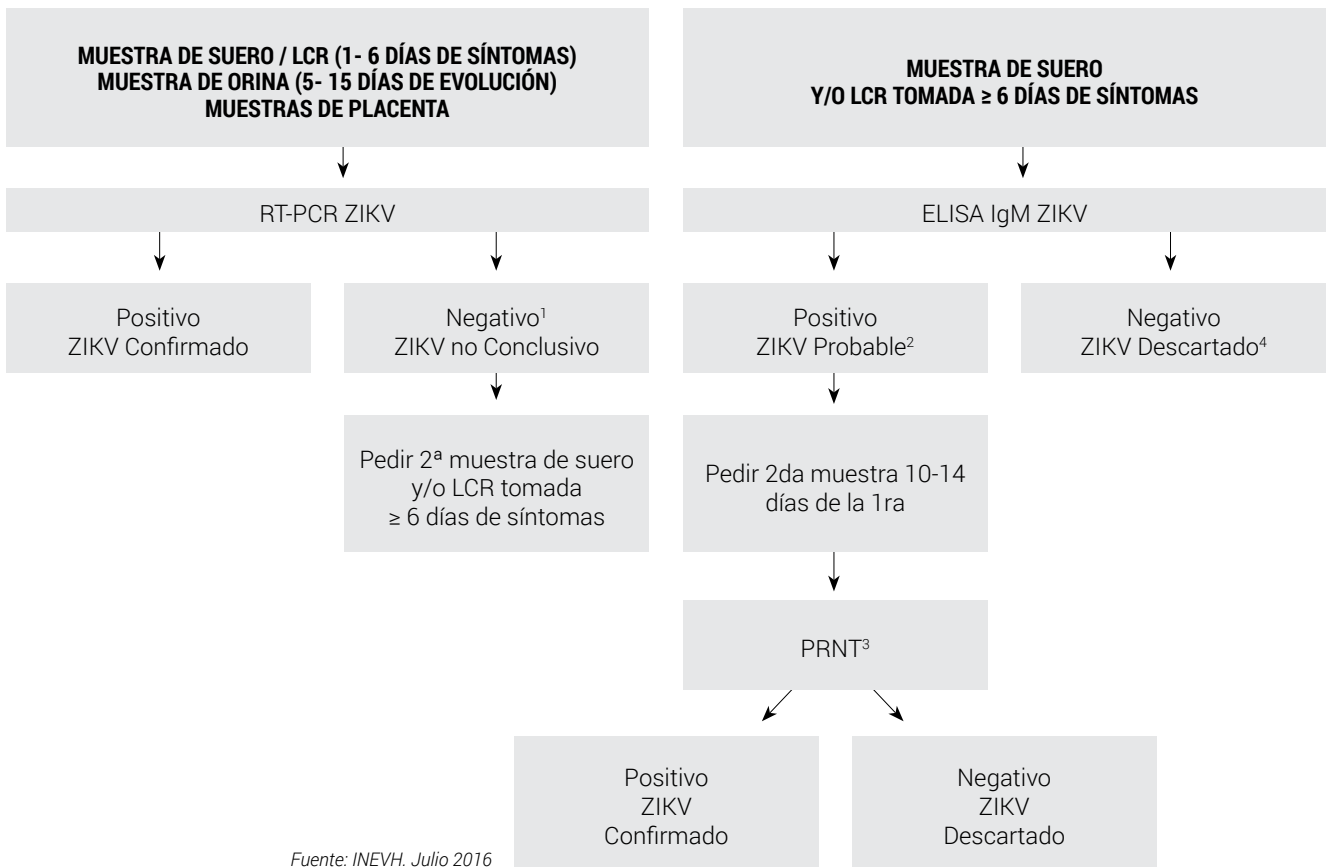 MUESTRA DE SUERO / LCR (1- 6 DÍAS DE SÍNTOMAS)
MUESTRA DE ORINA (5- 15 DÍAS DE EVOLUCIÓN)
MUESTRAS DE PLACENTA
MUESTRA DE SUERO
Y/O LCR TOMADA ≥ 6 DÍAS DE SÍNTOMAS
RT-PCR ZIKV
ELISA IgM ZIKV
Positivo
ZIKV Confirmado
Negativo¹
ZIKV no Conclusivo
Positivo
ZIKV Probable²
Negativo
ZIKV Descartado⁴
Pedir 2ª muestra de suero
y/o LCR tomada
≥ 6 días de síntomas
Pedir 2da muestra 10-14
días de la 1ra
PRNT³
Positivo
ZIKV
Confirmado
Negativo
ZIKV
Descartado
Fuente: INEVH. Julio 2016